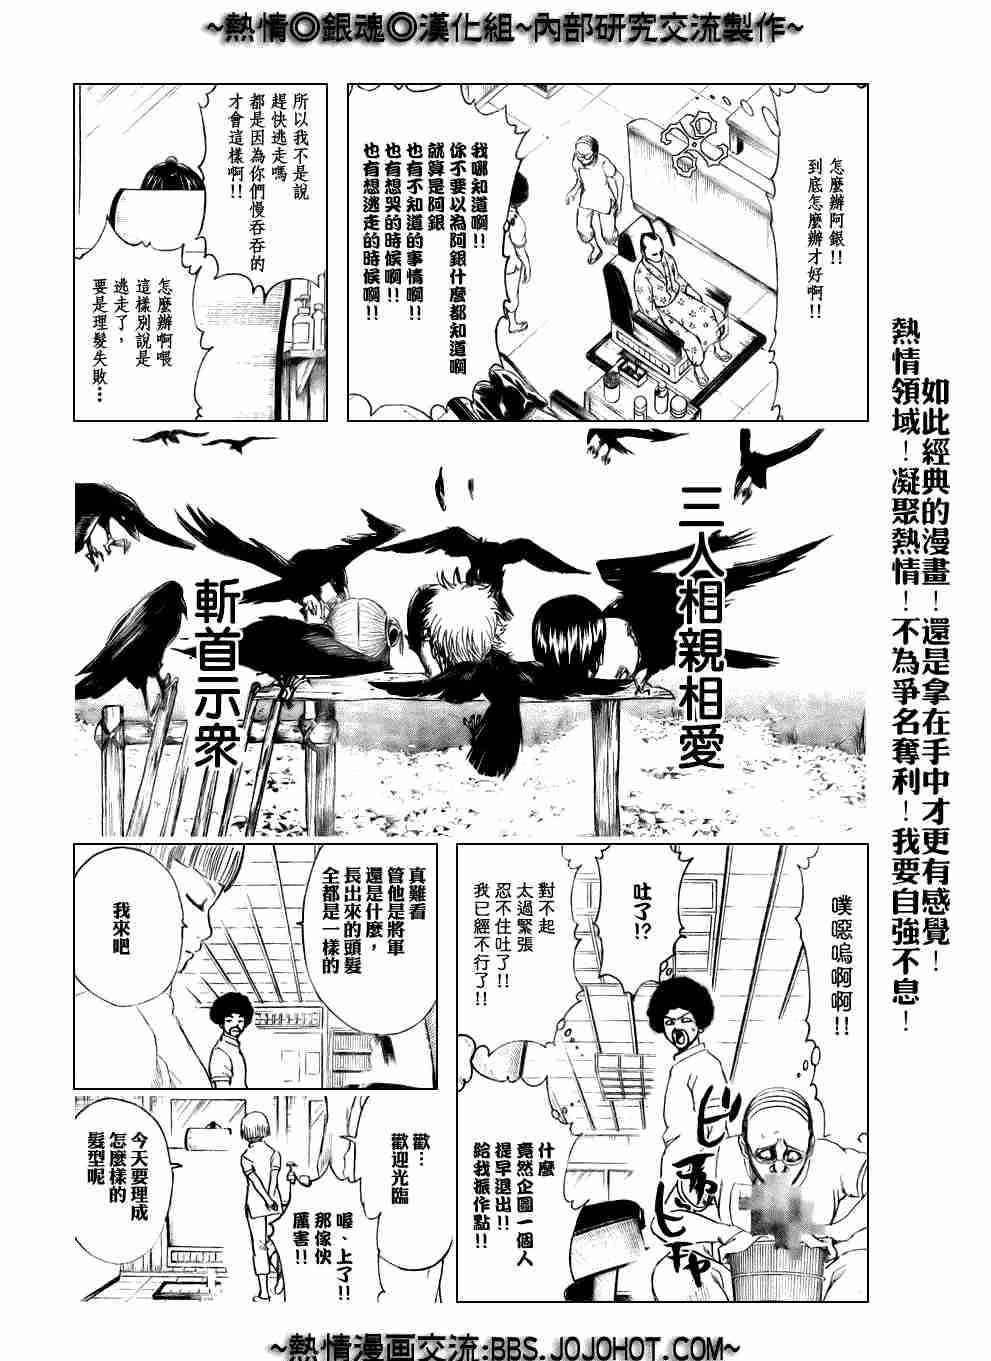 ~熱情◎銀魂◎漢化組~內部研究交流製作~
怎麼辦阿銀!!
到底怎麼辦才好啊!!
我哪知道啊!!
你不要以為阿銀什麼都知道啊
就算是阿銀
也有不知道的事情啊!!
也有想哭的時候啊!!
也有想逃走的時候啊!!
所以我不是說
趕快逃走嗎
都是因為你們慢吞吞的
才會這樣啊!!
怎麼辦啊喂
這樣別說是
逃走了，
要是理髮失敗…
三人相親相愛
斬首示衆
噗噁嗚啊啊!!
吐了!?
對不起
太過緊張
忍不住吐了!!
我已經不行了!!
什麼
竟然企圖一個人
提早退出!!
給我振作點!!
ビビ
真難看
管他是將軍
還是什麼，
長出來的頭髮
全都是一樣的
我來吧
歡…
歡迎光臨
喔、上了!!
那傢伙
厲害!!
今天要理成
怎麼樣的
髮型呢
如此經典的漫畫！還是拿在手中才更有感覺！
熱情領域！凝聚熱情！不為爭名奪利！我要自強不息！
~熱情漫画交流:BBS.JOJOHOT.COM~